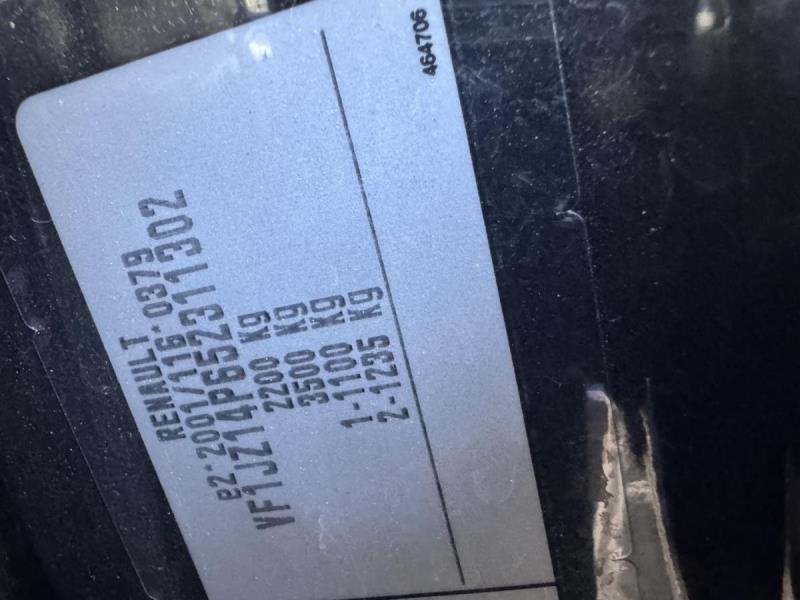 RENAULT
e2*2001/116*0379
VF1JZ14P652311302
2200 Kg
3500 Kg
1-1100 Kg
2-1235 Kg
464706